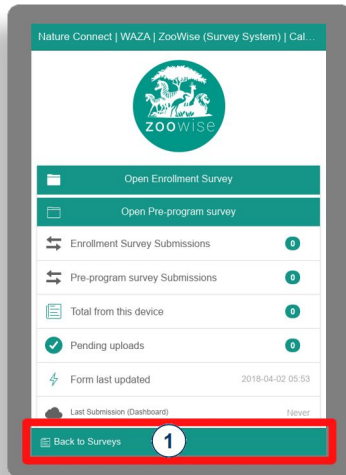 Nature Connect | WAZA | ZooWise (Survey System) | Cal...
ZOOWISE
Open Enrollment Survey
Open Pre-program survey
Enrollment Survey Submissions 0
Pre-program survey Submissions 0
Total from this device 0
Pending uploads 0
Form last updated 2018-04-02 05:53
Last Submission (Dashboard) Never
Back to Surveys 1